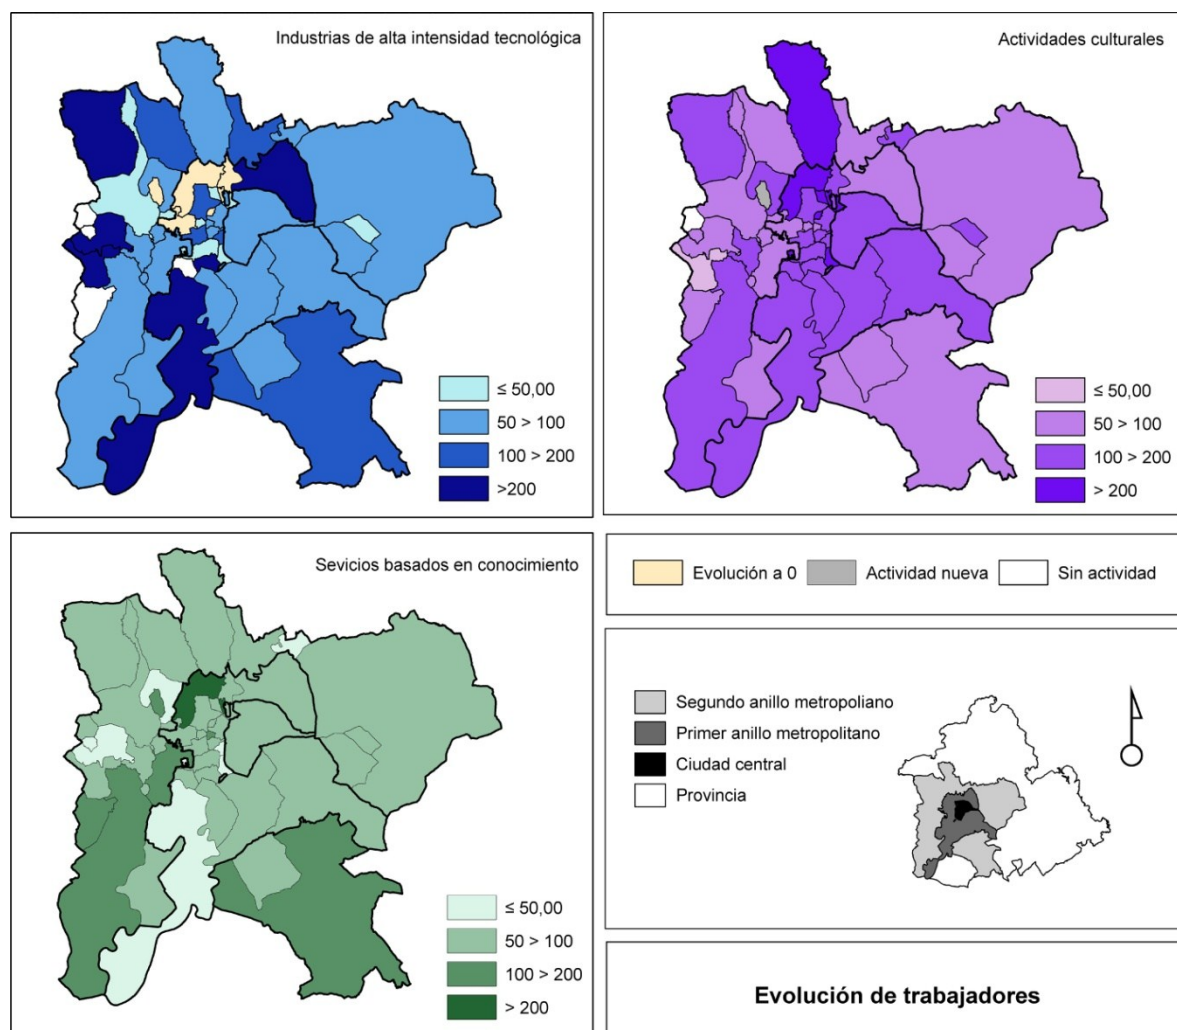 Industrias de alta intensidad tecnológica
≤ 50,00
50 > 100
100 > 200
>200
Actividades culturales
≤ 50,00
50 > 100
100 > 200
> 200
Sevicios basados en conocimiento
≤ 50,00
50 > 100
100 > 200
> 200
Evolución a 0
Actividad nueva
Sin actividad
Segundo anillo metropoliano
Primer anillo metropolitano
Ciudad central
Provincia
Evolución de trabajadores